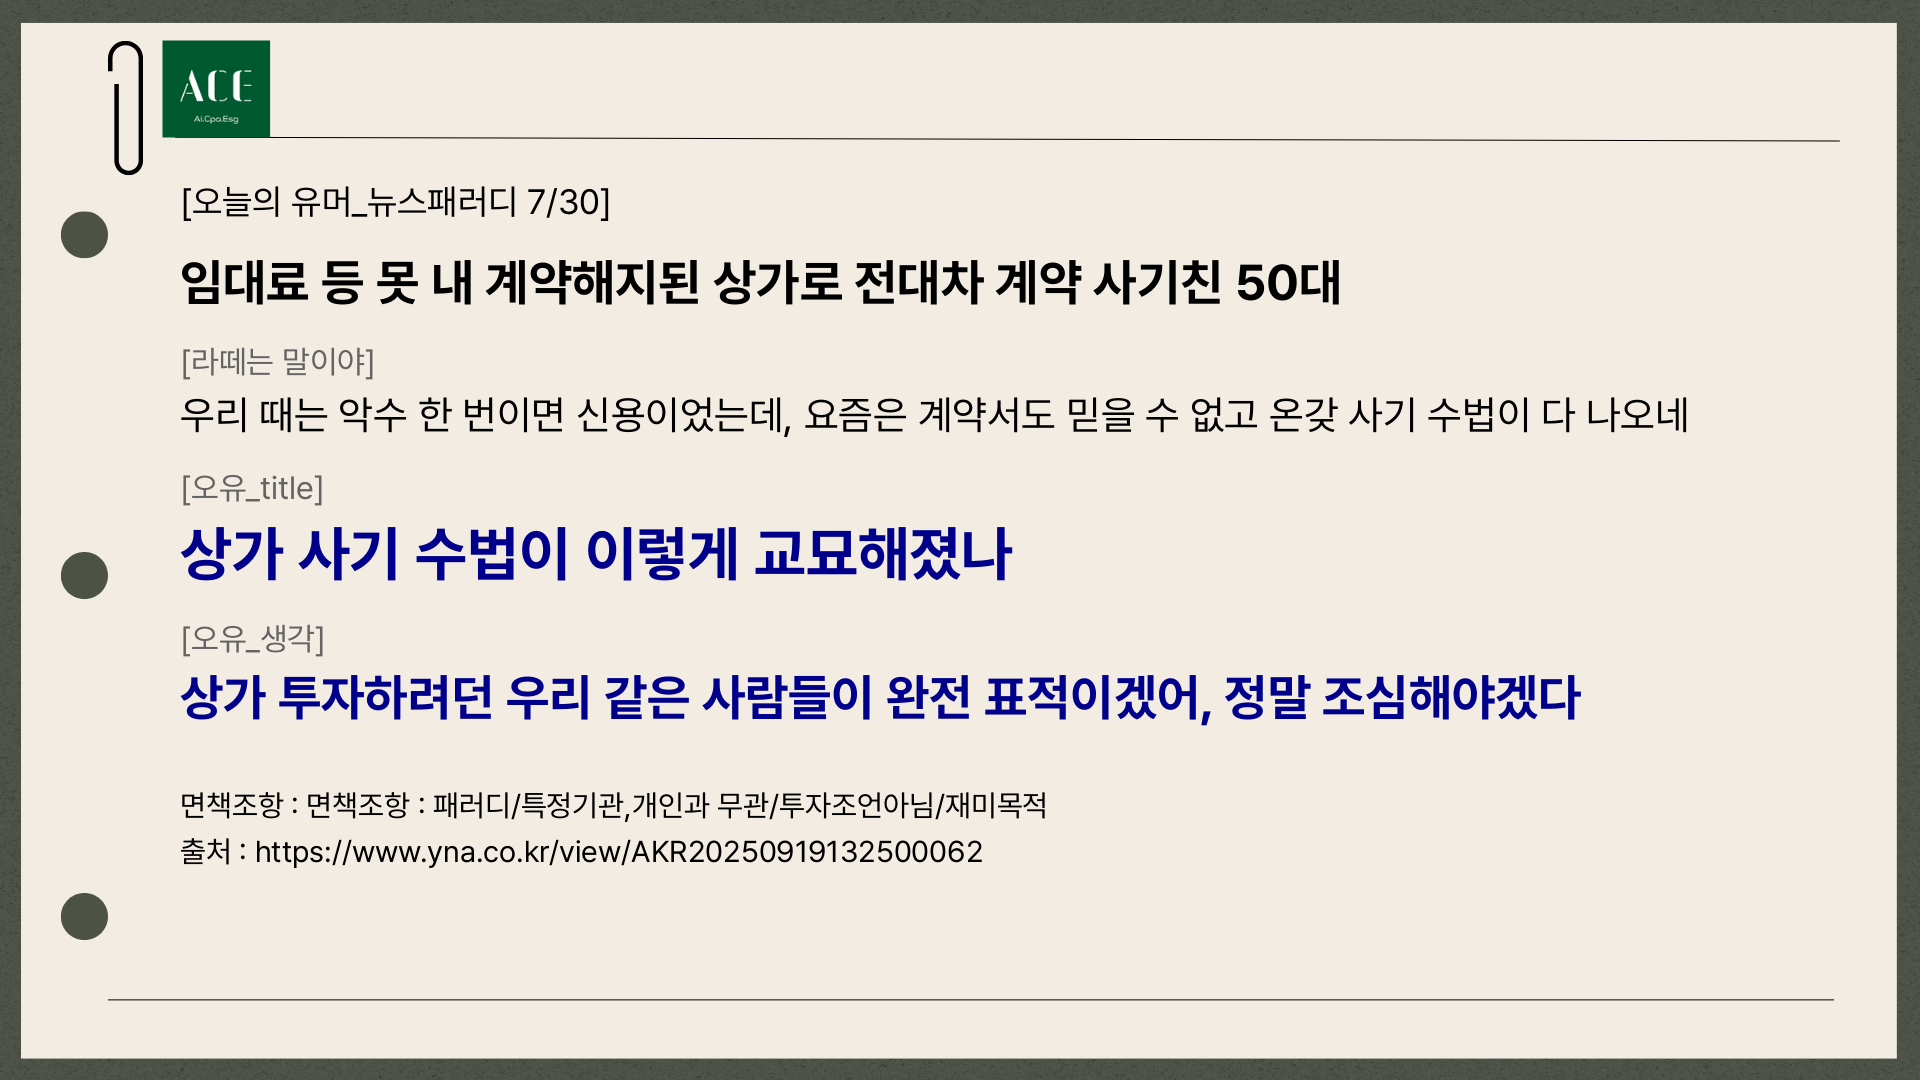 ACE
Ai.Cpa.Esg
[오늘의 유머_뉴스패러디 7/30]
임대료 등 못 내 계약해지된 상가로 전대차 계약 사기친 50대
[라떼는 말이야]
우리 때는 악수 한 번이면 신용이었는데, 요즘은 계약서도 믿을 수 없고 온갖 사기 수법이 다 나오네
[오유_title]
상가 사기 수법이 이렇게 교묘해졌나
[오유_생각]
상가 투자하려던 우리 같은 사람들이 완전 표적이겠어, 정말 조심해야겠다
면책조항 : 면책조항 : 패러디/특정기관,개인과 무관/투자조언아님/재미목적
출처 : https://www.yna.co.kr/view/AKR20250919132500062